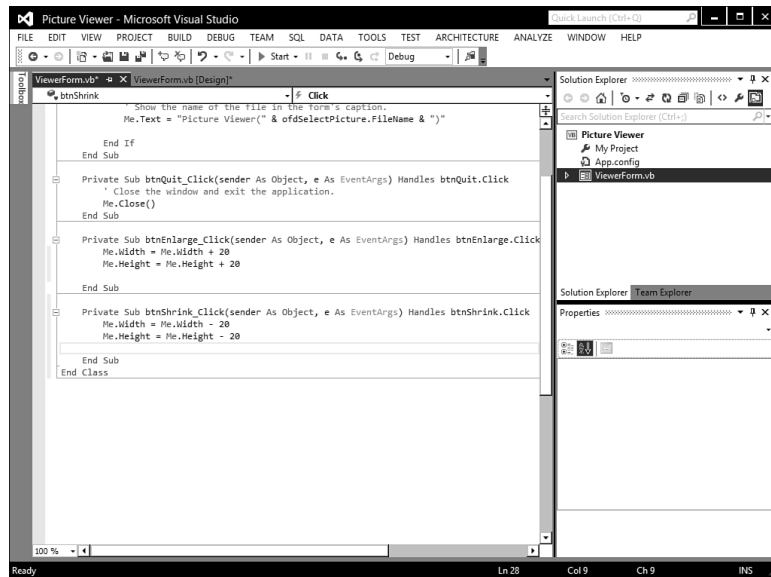 Picture Viewer - Microsoft Visual Studio
Quick Launch (Ctrl+Q)
FILE EDIT VIEW PROJECT BUILD DEBUG TEAM SQL DATA TOOLS TEST ARCHITECTURE ANALYZE WINDOW HELP
Start Debug
Toolbox
ViewerForm.vb* ViewerForm.vb [Design]*
btnShrink Click
' Show the name of the file in the form's caption.
Me.Text = "Picture Viewer(" & ofdSelectPicture.FileName & ")"
End If
End Sub
Private Sub btnQuit_Click(sender As Object, e As EventArgs) Handles btnQuit.Click
' Close the window and exit the application.
Me.Close()
End Sub
Private Sub btnEnlarge_Click(sender As Object, e As EventArgs) Handles btnEnlarge.Click
Me.Width = Me.Width + 20
Me.Height = Me.Height + 20
End Sub
Private Sub btnShrink_Click(sender As Object, e As EventArgs) Handles btnShrink.Click
Me.Width = Me.Width - 20
Me.Height = Me.Height - 20
End Sub
End Class
100 %
Solution Explorer
Search Solution Explorer (Ctrl+;)
Picture Viewer
My Project
App.config
ViewerForm.vb
Solution Explorer Team Explorer
Properties
Ready Ln 28 Col 9 Ch 9 INS